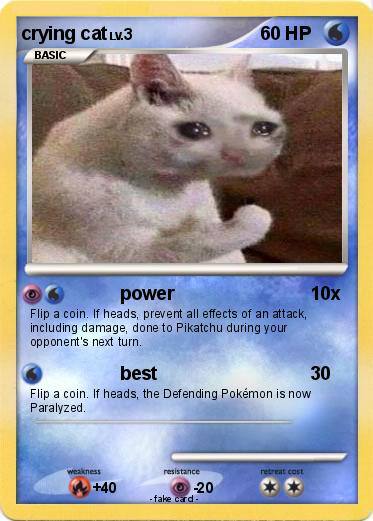 crying cat LV.3 60 HP
BASIC
power 10x
Flip a coin. If heads, prevent all effects of an attack,
including damage, done to Pikatchu during your
opponent's next turn.
best 30
Flip a coin. If heads, the Defending Pokémon is now
Paralyzed.
weakness resistance retreat cost
+40 -20
- fake card -